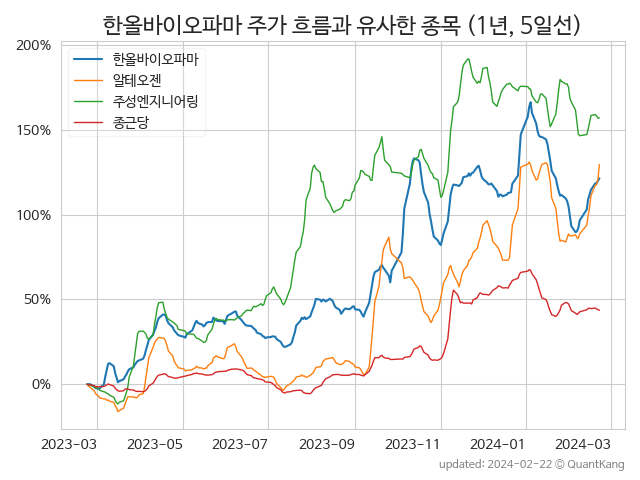 한올바이오파마 주가 흐름과 유사한 종목 (1년, 5일선)
200%
150%
100%
50%
0%
한올바이오파마
알테오젠
주성엔지니어링
종근당
2023-03
2023-05
2023-07
2023-09
2023-11
2024-01
2024-03
updated: 2024-02-22 © QuantKang